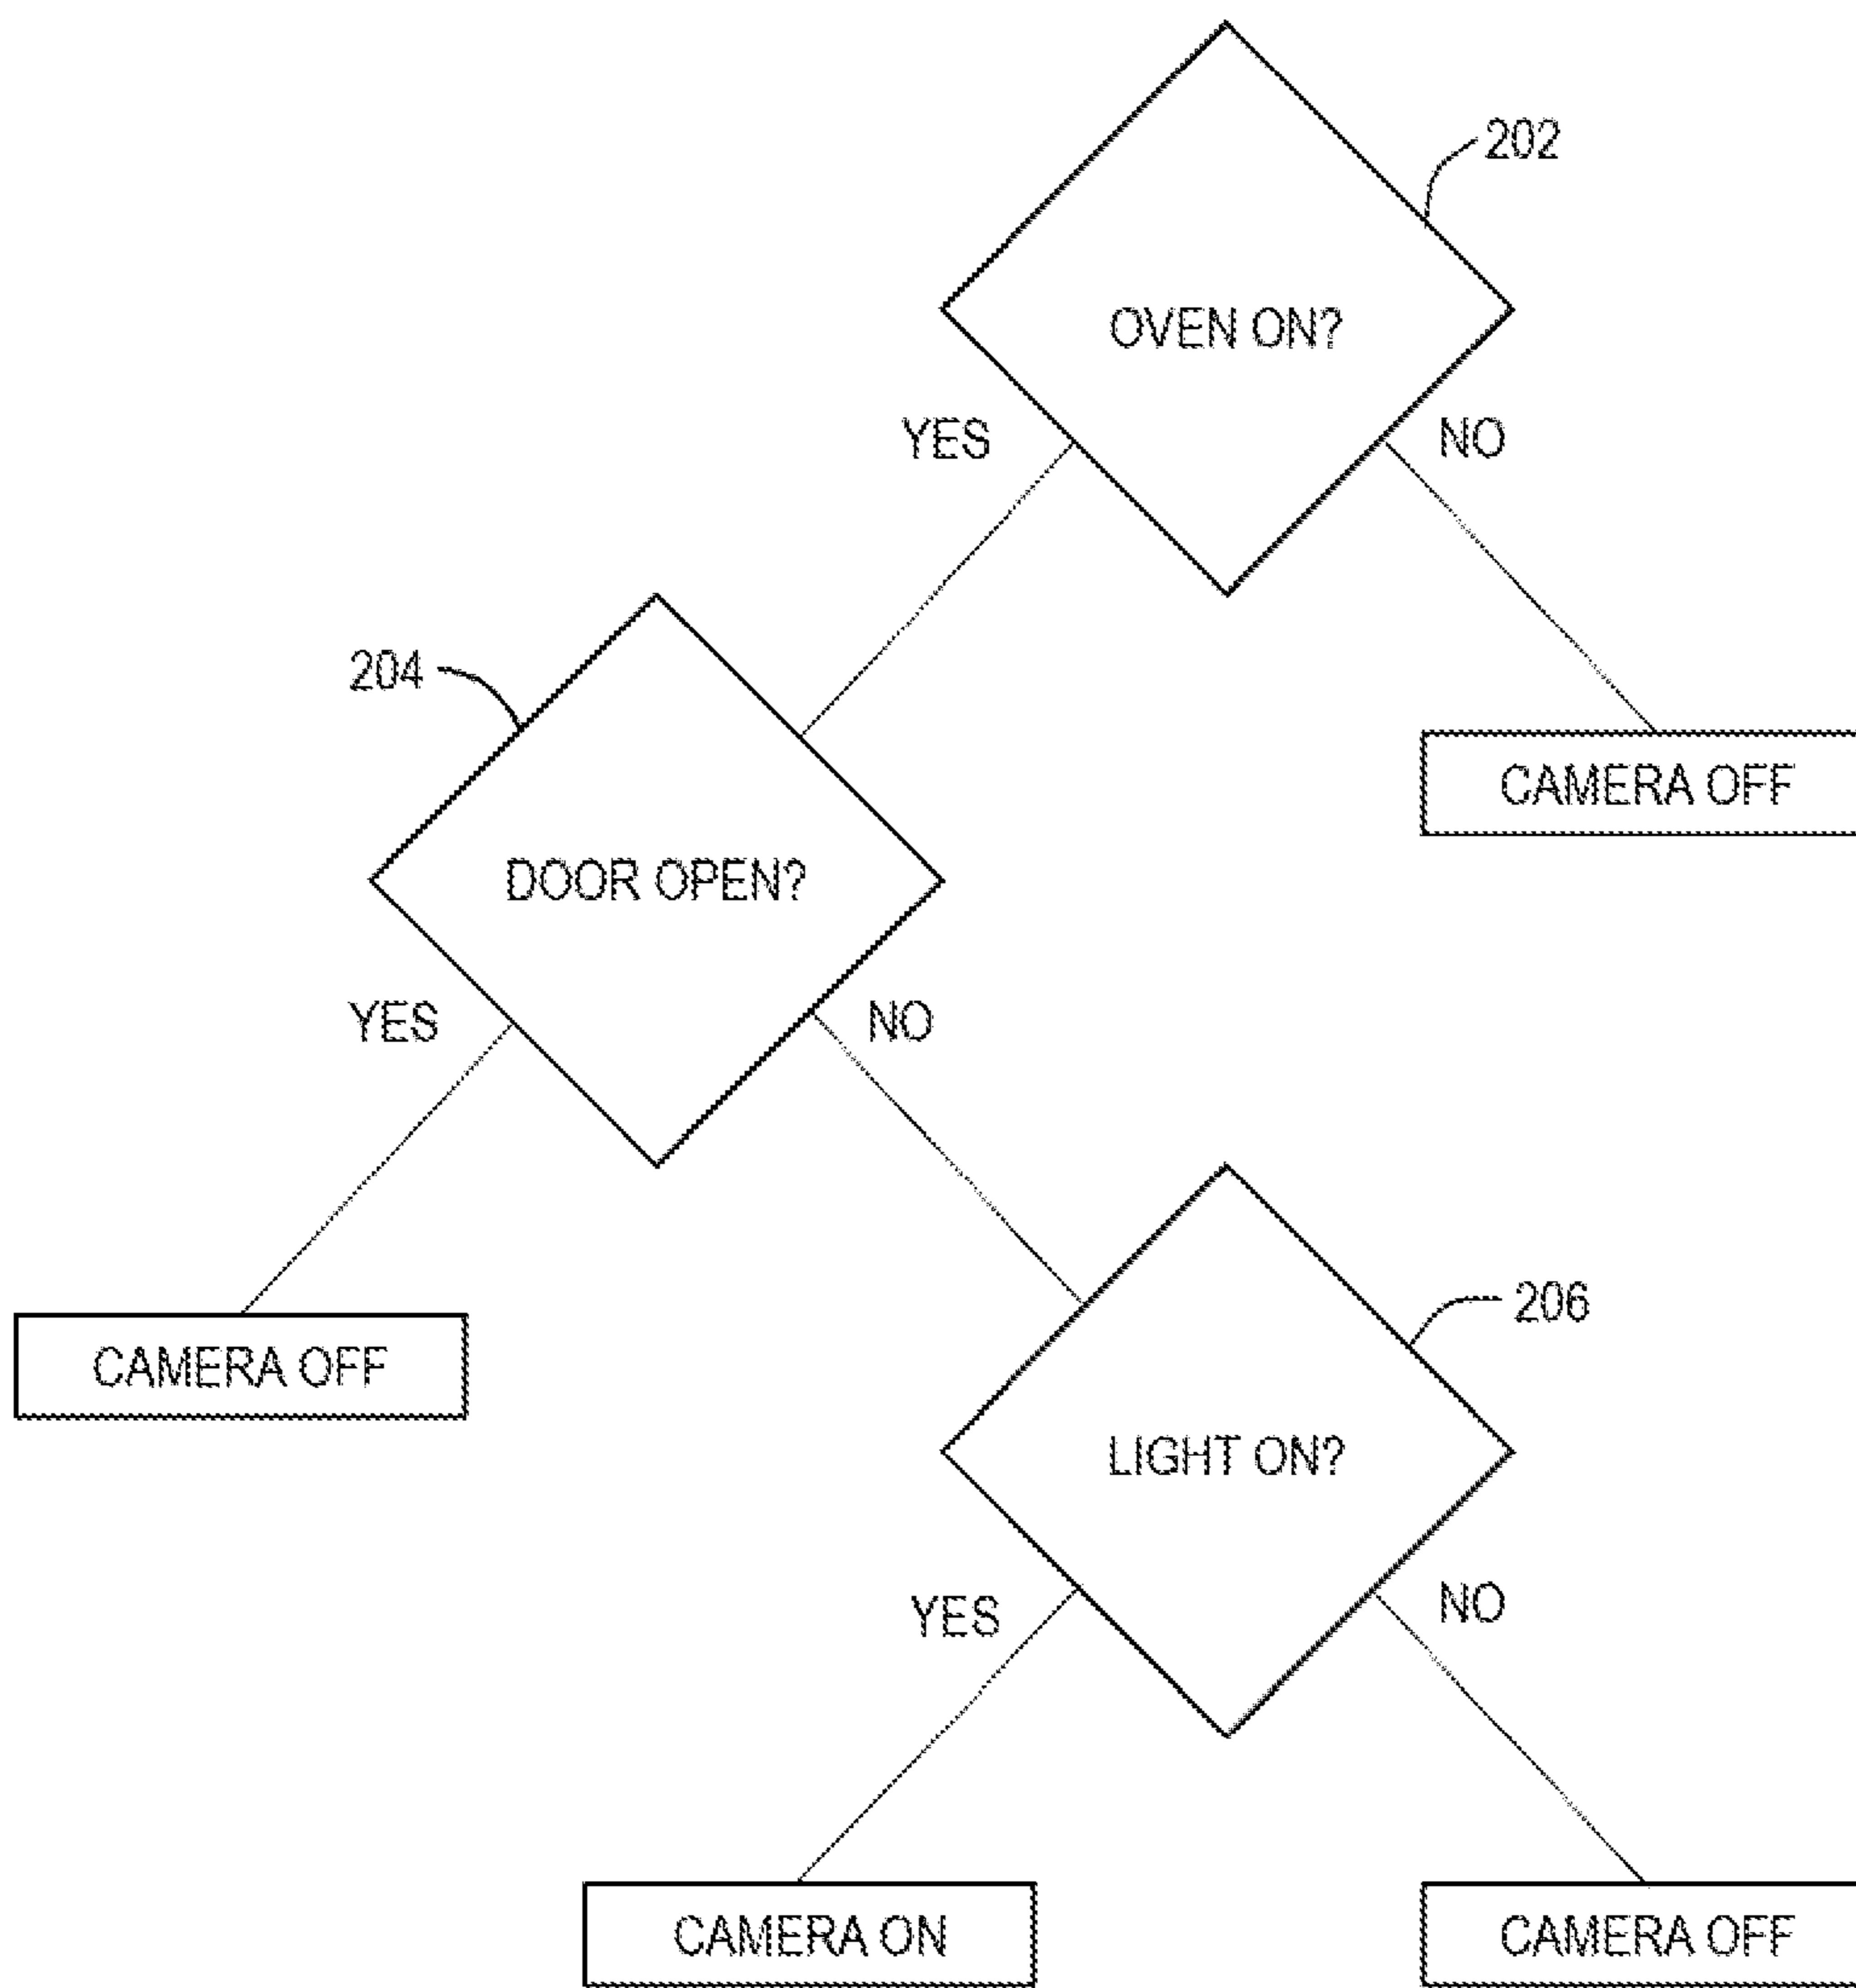 202
OVEN ON?
YES
NO
204
CAMERA OFF
DOOR OPEN?
YES
NO
206
CAMERA OFF
LIGHT ON?
YES
NO
CAMERA ON
CAMERA OFF